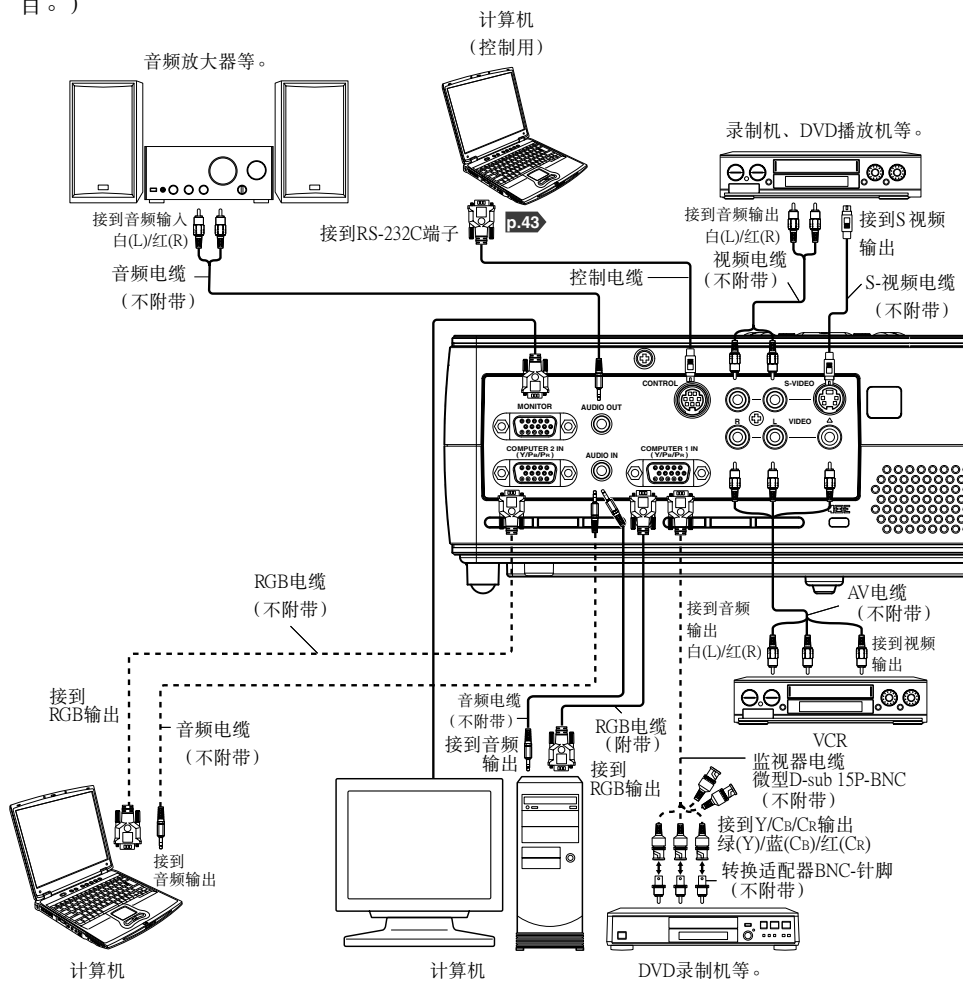 目。)
计算机
(控制用)
音频放大器等。
录制机、DVD播放机等。
接到音频输入
白(L)/红(R)
接到RS-232C端子
p.43
接到音频输出
白(L)/红(R)
接到S 视频
输出
音频电缆
(不附带)
控制电缆
视频电缆
(不附带)
S-视频电缆
(不附带)
CONTROL
S-VIDEO
MONITOR
AUDIO OUT
R
L
VIDEO
COMPUTER 2 IN
(Y/PB/PR)
AUDIO IN
COMPUTER 1 IN
(Y/PB/PR)
RGB电缆
(不附带)
接到音频
输出
白(L)/红(R)
AV电缆
(不附带)
接到视频
输出
接到
RGB输出
音频电缆
(不附带)
音频电缆
(不附带)
接到音频
输出
RGB电缆
(附带)
接到
RGB输出
VCR
监视器电缆
微型D-sub 15P-BNC
(不附带)
接到Y/CB/CR输出
绿(Y)/蓝(CB)/红(CR)
转换适配器BNC-针脚
(不附带)
接到
音频输出
计算机
计算机
DVD录制机等。